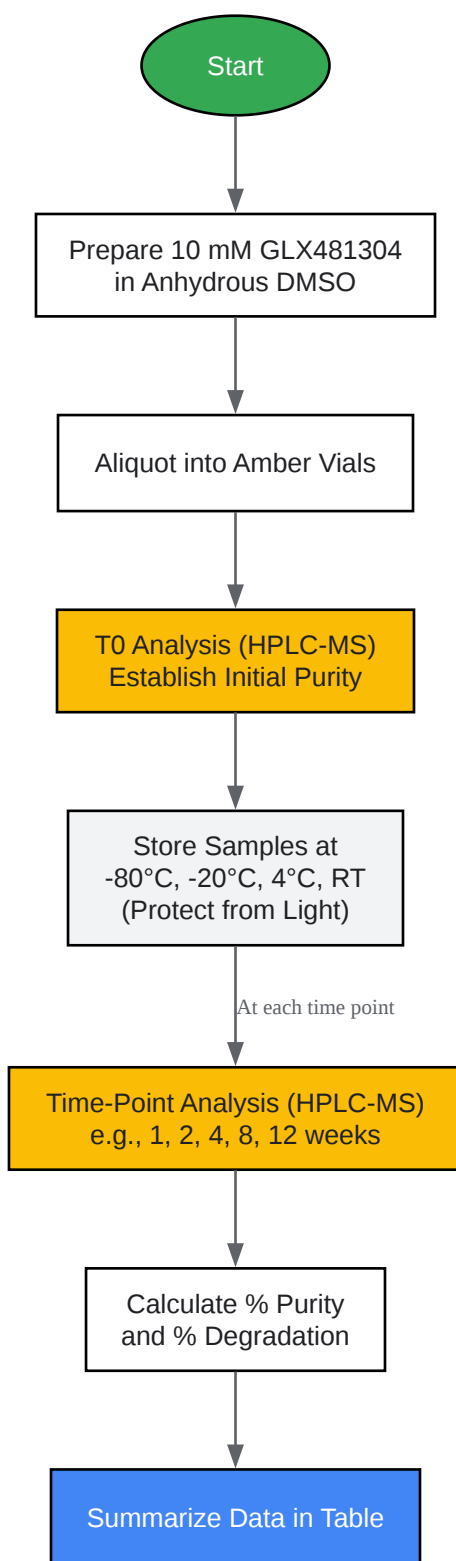 Start
Prepare 10 mM GLX481304
in Anhydrous DMSO
Aliquot into Amber Vials
T0 Analysis (HPLC-MS)
Establish Initial Purity
Store Samples at
-80°C, -20°C, 4°C, RT
(Protect from Light)
At each time point
Time-Point Analysis (HPLC-MS)
e.g., 1, 2, 4, 8, 12 weeks
Calculate % Purity
and % Degradation
Summarize Data in Table